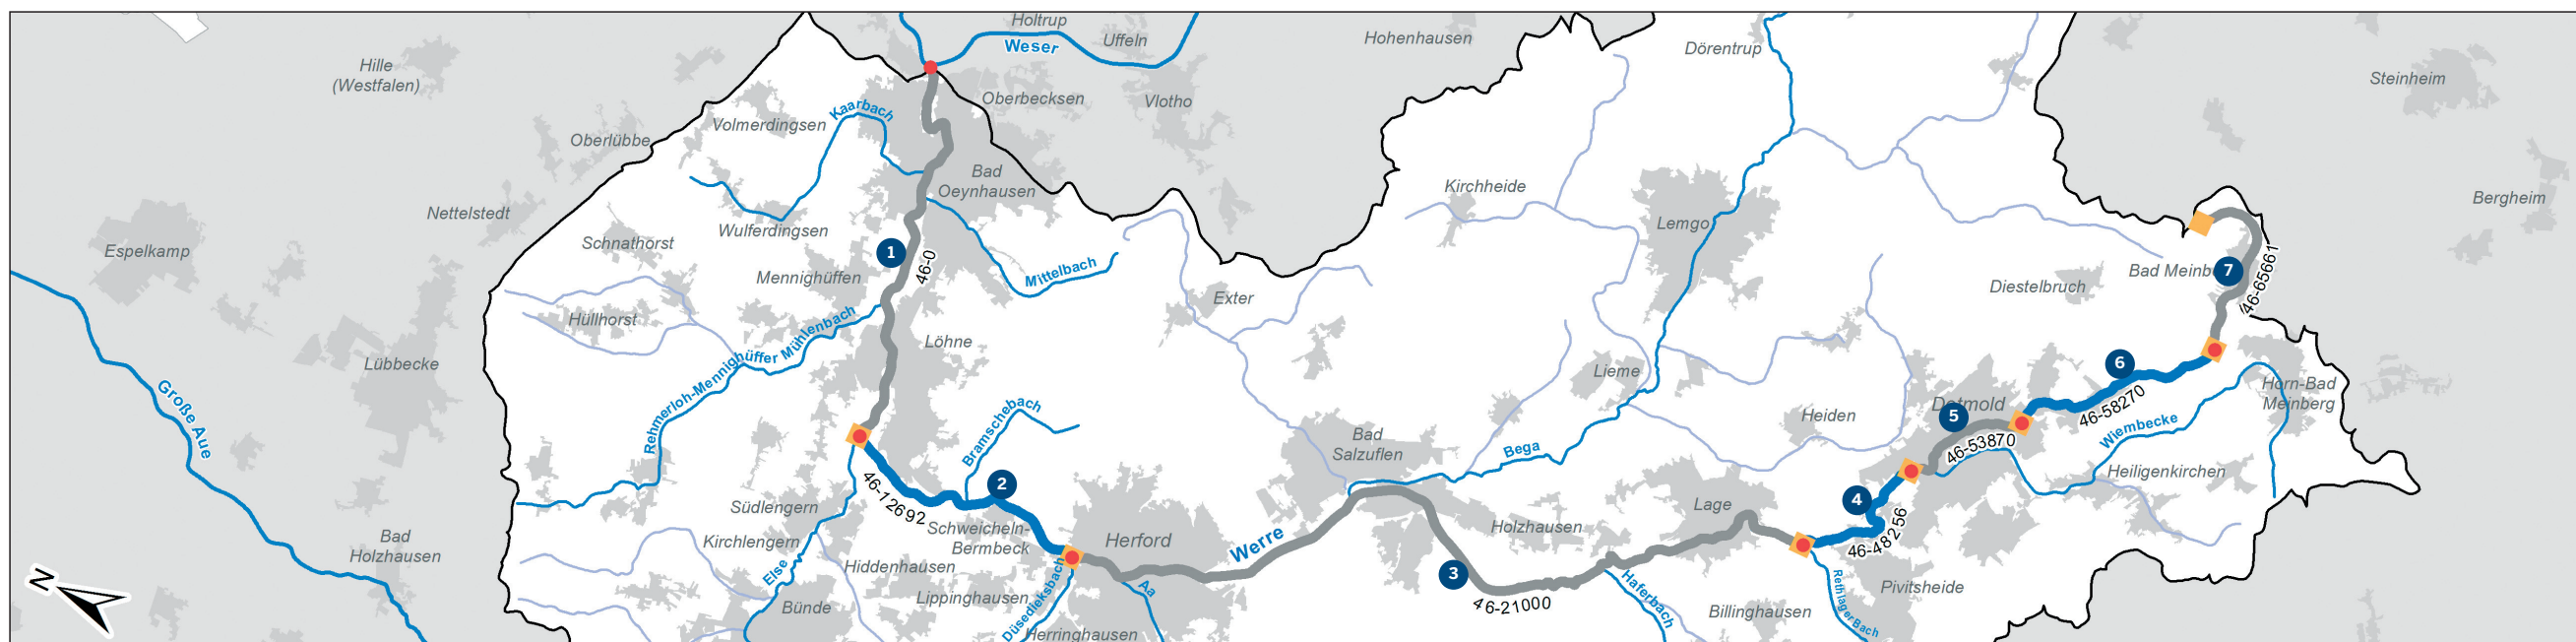 Holtrup
Weser
Uffeln
Hohenhausen
Dörentrup
Steinheim
Hille
(Westfalen)
Oberbecksen
Vlotho
Kaarbach
Volmerdingsen
Oberlübbe
Bad
Oeynhausen
Kirchheide
Bergheim
Nettelstedt
Lemgo
Wulferdingsen
Schnathorst
Espelkamp
1
46-0
Mittelbach
Mennighüffen
Exter
Diestelbruch
Bad Meinb
7
46-65661
Hüllhorst
Rehmerloh-Mennighüffer Mühlenbach
Löhne
Lübbecke
Lieme
6
46-58270
Horn-Bad
Meinberg
Große Aue
Bramschebach
Heiden
Detmold
5
46-53870
Wiembecke
Bad
Salzuflen
Bega
Heiligenkirchen
2
46-12692
Südlengern
Schweicheln-
Bermbeck
Herford
Werre
Holzhausen
Lage
4
46-48256
Bad
Holzhausen
Kirchlengern
Else
Hiddenhausen
3
46-21000
Haferbach
Rethlager Bach
Pivitsheide
N
Bünde
Lippinghausen
Düsedieksbach
Aa
Billinghausen
Herringhausen